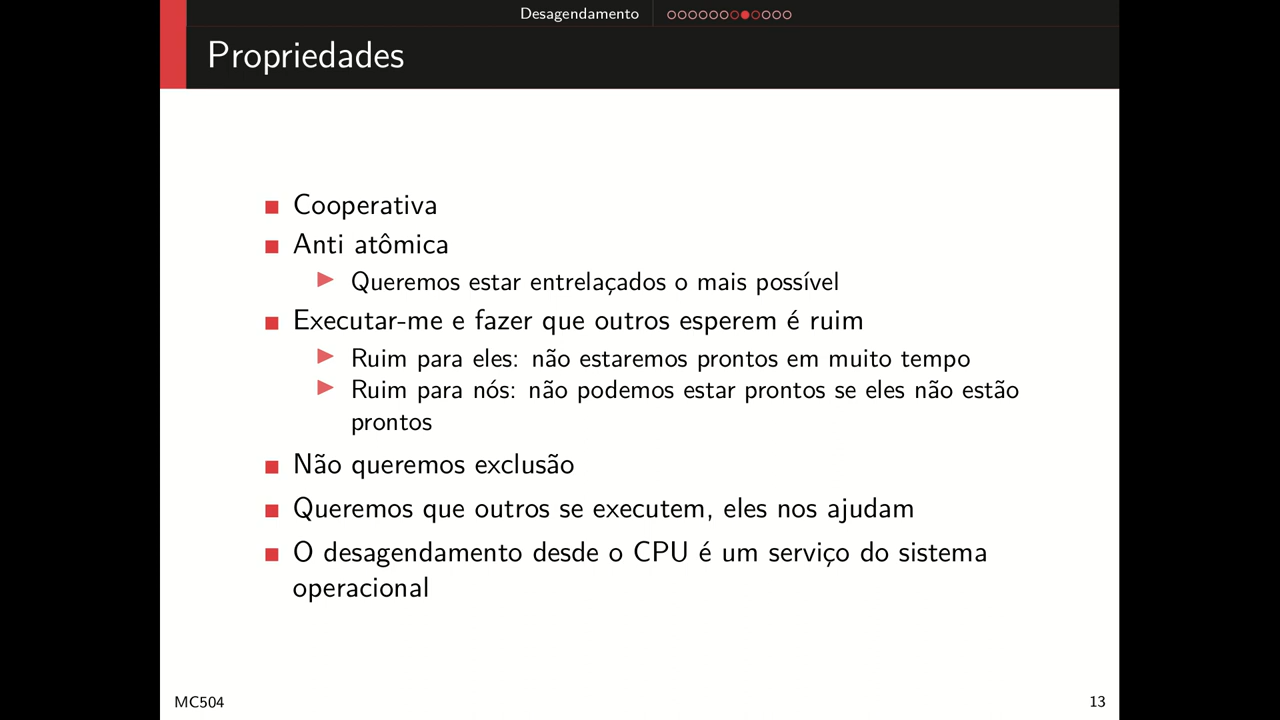 Desagendamento
Propriedades
Cooperativa
Anti atômica
Queremos estar entrelaçados o mais possível
Executar-me e fazer que outros esperem é ruim
Ruim para eles: não estaremos prontos em muito tempo
Ruim para nós: não podemos estar prontos se eles não estão
prontos
Não queremos exclusão
Queremos que outros se executem, eles nos ajudam
O desagendamento desde o CPU é um serviço do sistema
operacional
MC504
13